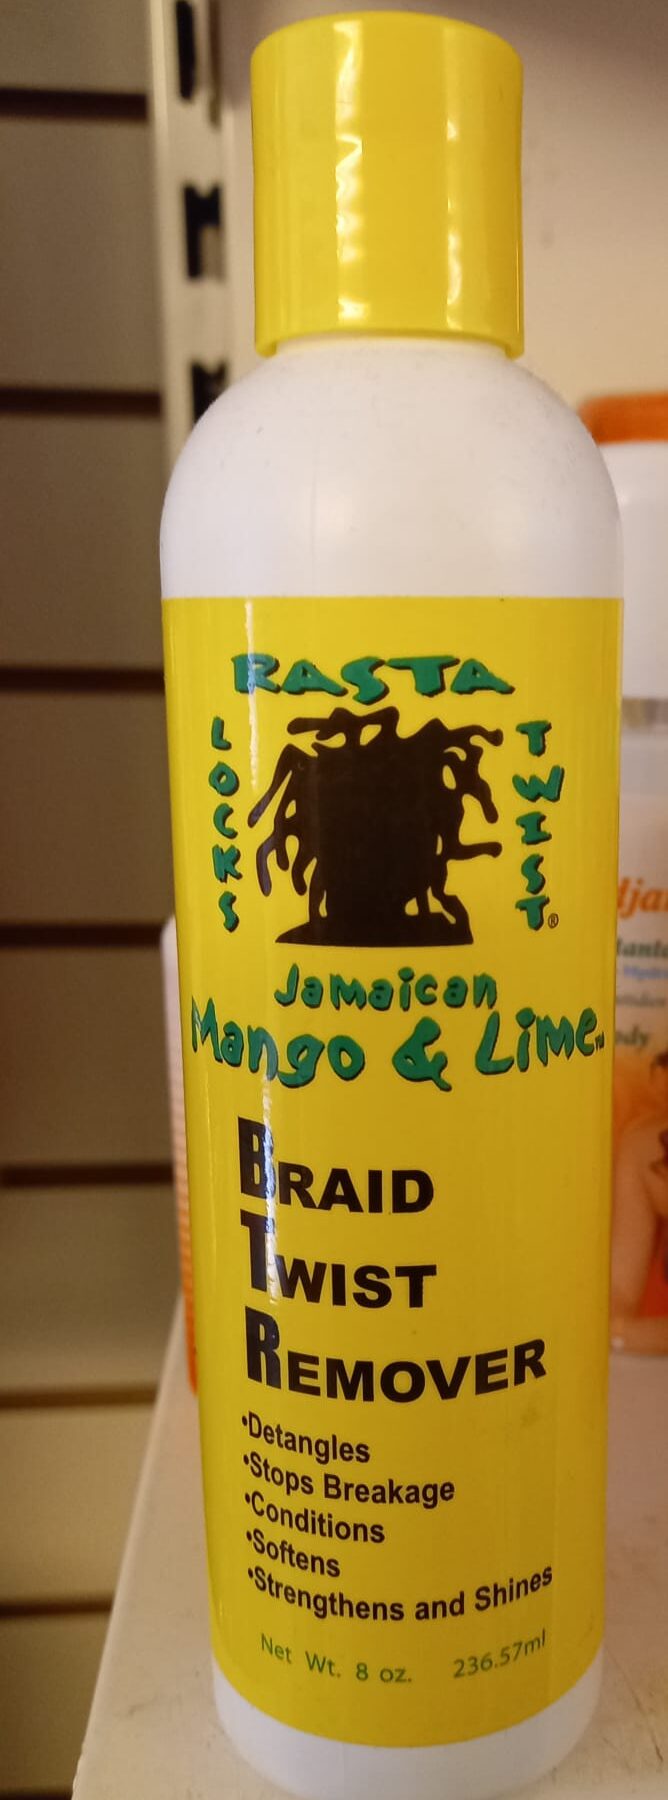 RASTA
LOCKS
TWIST®
Jamaican
Mango & Lime™
BRAID
TWIST
REMOVER
•Detangles
•Stops Breakage
•Conditions
•Softens
•Strengthens and Shines
Net Wt. 8 oz. 236.57ml